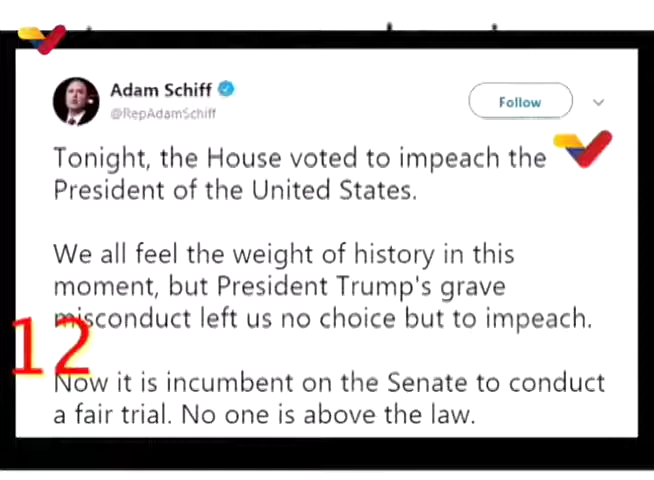 Adam Schiff
@RepAdamSchiff
Follow
Tonight, the House voted to impeach the
President of the United States.
We all feel the weight of history in this
moment, but President Trump's grave
misconduct left us no choice but to impeach.
12
Now it is incumbent on the Senate to conduct
a fair trial. No one is above the law.